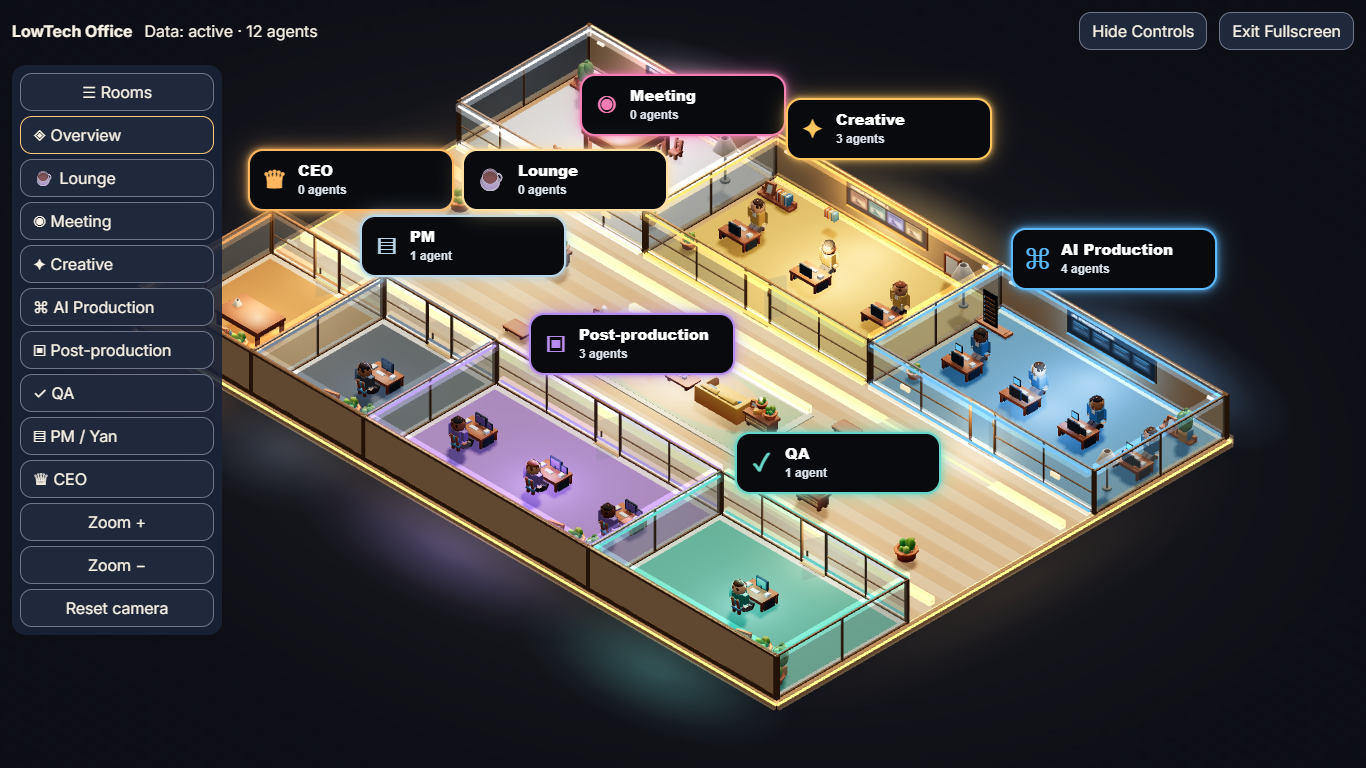 LowTech Office Data: active · 12 agents
Hide Controls
Exit Fullscreen
☰ Rooms
◈ Overview
Lounge
◉ Meeting
✦ Creative
⌘ AI Production
▣ Post-production
✓ QA
▤ PM / Yan
♛ CEO
Zoom +
Zoom −
Reset camera
Meeting
0 agents
Creative
3 agents
CEO
0 agents
Lounge
0 agents
PM
1 agent
AI Production
4 agents
Post-production
3 agents
QA
1 agent